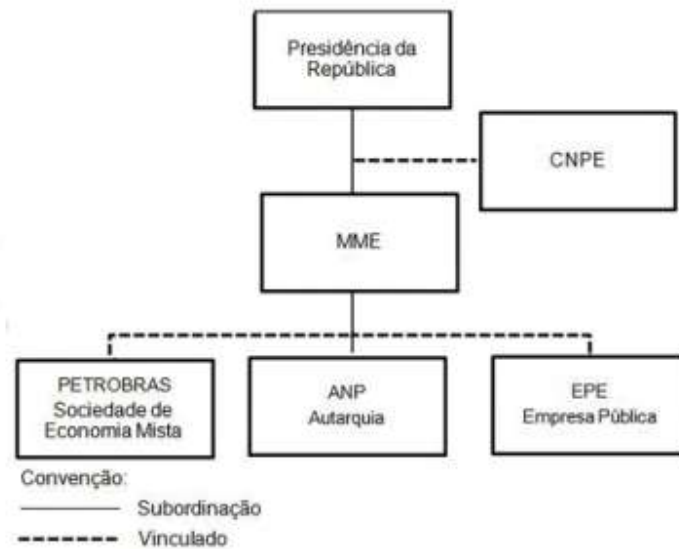 Presidência da
República
CNPE
MME
PETROBRAS
Sociedade de
Economia Mista
ANP
Autarquia
EPE
Empresa Pública
Convenção:
Subordinação
Vinculado